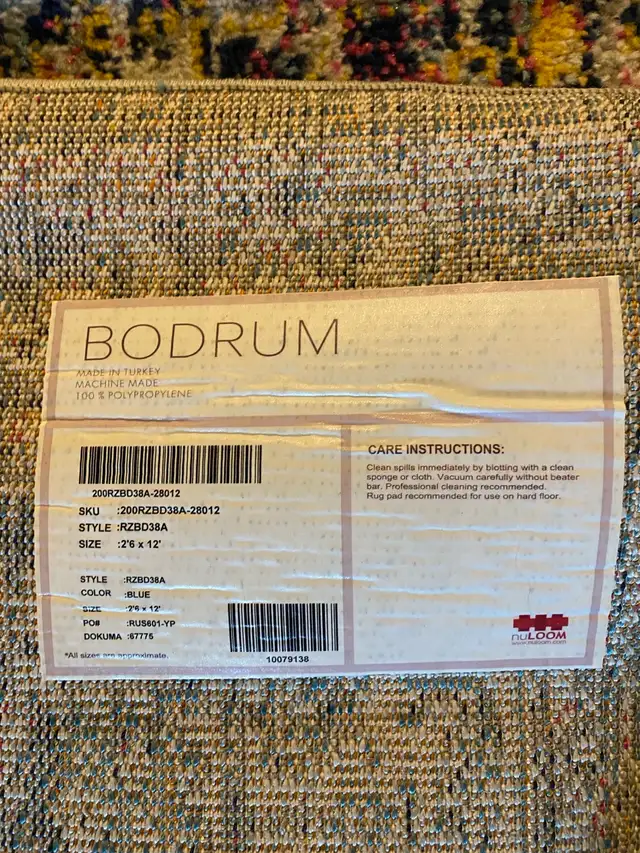 BODRUM
MADE IN TURKEY
MACHINE MADE
100 % POLYPROPYLENE
200RZBD38A-28012
SKU :200RZBD38A-28012
STYLE :RZBD38A
SIZE :2'6 x 12'
STYLE :RZBD38A
COLOR :BLUE
SIZE :2'6 x 12'
PO# :RUS601-YP
DOKUMA :67775
*All sizes are approximate.
10079138
CARE INSTRUCTIONS:
Clean spills immediately by blotting with a clean
sponge or cloth. Vacuum carefully without beater
bar. Professional cleaning recommended.
Rug pad recommended for use on hard floor.
nuLOOM
www.nuloom.com